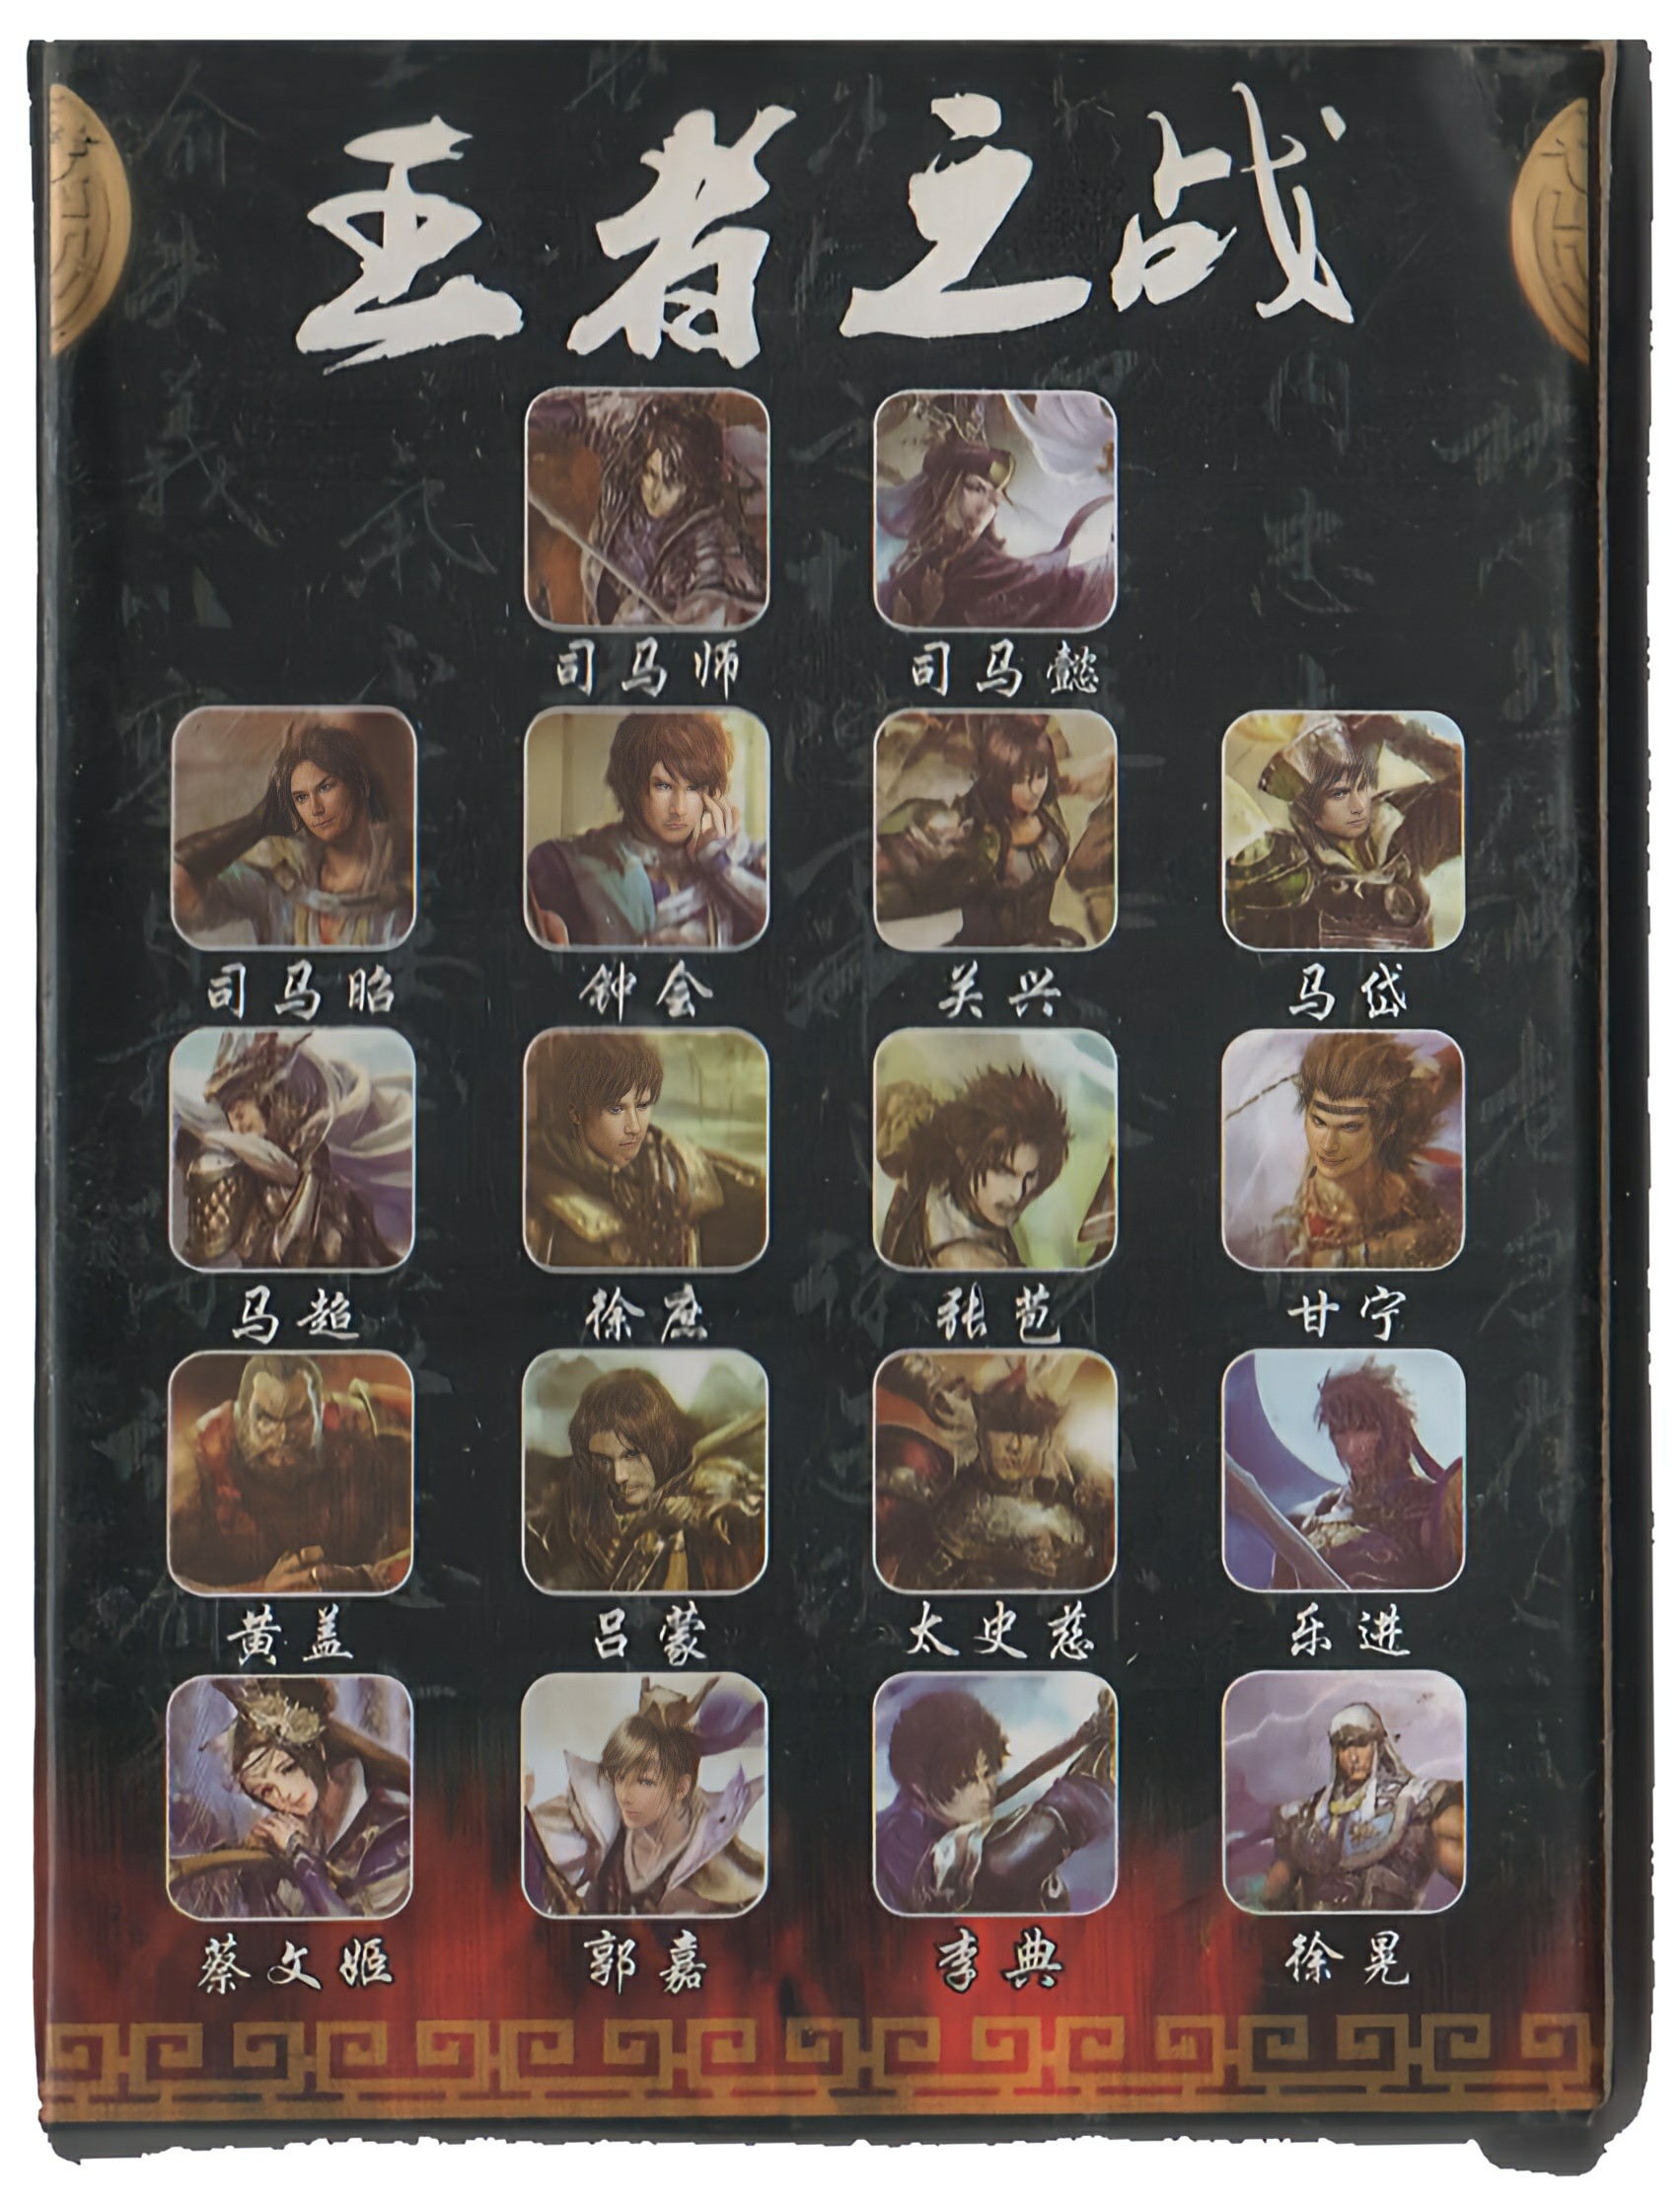 王者之战
司马师 司马懿
司马昭 钟会 关兴 马岱
马超 徐庶 张苞 甘宁
黄盖 吕蒙 太史慈 乐进
蔡文姬 郭嘉 李典 徐晃